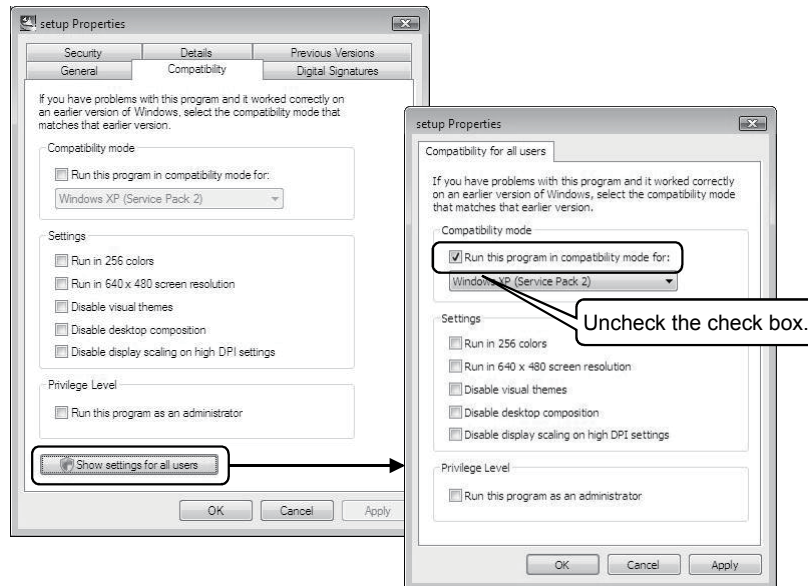 setup Properties
Security Details Previous Versions
General Compatibility Digital Signatures
If you have problems with this program and it worked correctly on
an earlier version of Windows, select the compatibility mode that
matches that earlier version.
Compatibility mode
Run this program in compatibility mode for:
Windows XP (Service Pack 2)
Settings
Run in 256 colors
Run in 640 x 480 screen resolution
Disable visual themes
Disable desktop composition
Disable display scaling on high DPI settings
Privilege Level
Run this program as an administrator
Show settings for all users
OK Cancel Apply
setup Properties
Compatibility for all users
If you have problems with this program and it worked correctly
on an earlier version of Windows, select the compatibility mode
that matches that earlier version.
Compatibility mode
Run this program in compatibility mode for:
Windows XP (Service Pack 2)
Uncheck the check box.
Settings
Run in 256 colors
Run in 640 x 480 screen resolution
Disable visual themes
Disable desktop composition
Disable display scaling on high DPI settings
Privilege Level
Run this program as an administrator
OK Cancel Apply